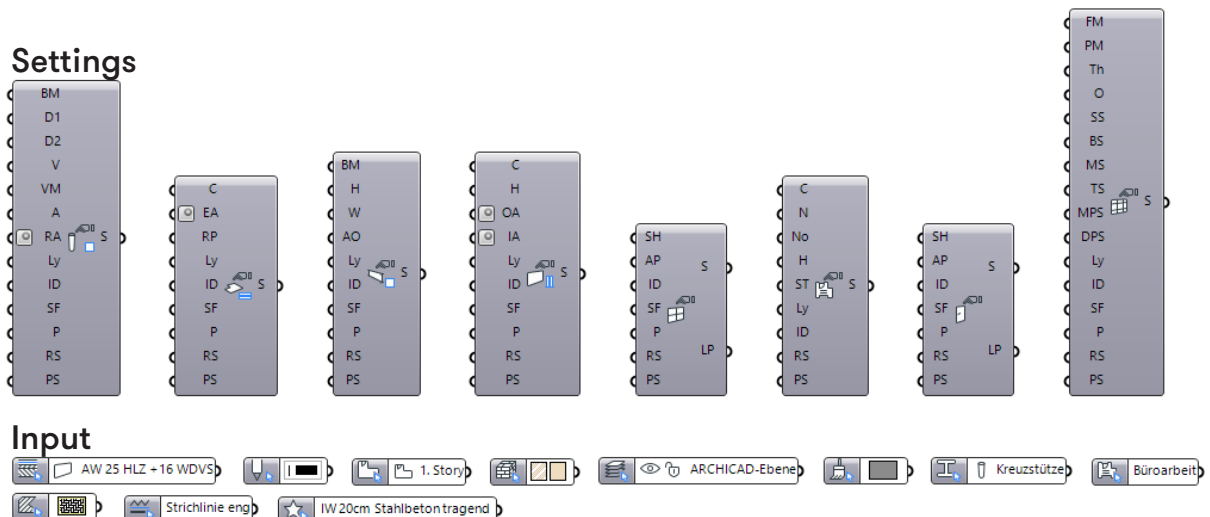 Settings
BM
D1
D2
V
VM
A
RA
Ly
ID
SF
P
RS
PS
S
C
EA
RP
Ly
ID
SF
P
RS
PS
S
BM
H
W
AO
Ly
ID
SF
P
RS
PS
S
C
H
OA
IA
Ly
ID
SF
P
RS
PS
S
SH
AP
ID
SF
P
RS
PS
S
LP
C
N
No
H
ST
Ly
ID
RS
PS
S
SH
AP
ID
SF
P
RS
PS
S
LP
FM
PM
Th
O
SS
BS
MS
TS
MPS
DPS
Ly
ID
SF
P
RS
PS
S
Input
AW 25 HLZ +16 WDVS
1. Story
ARCHICAD-Ebene
Kreuzstütze
Büroarbeit
Strichlinie eng
IW 20cm Stahlbeton tragend